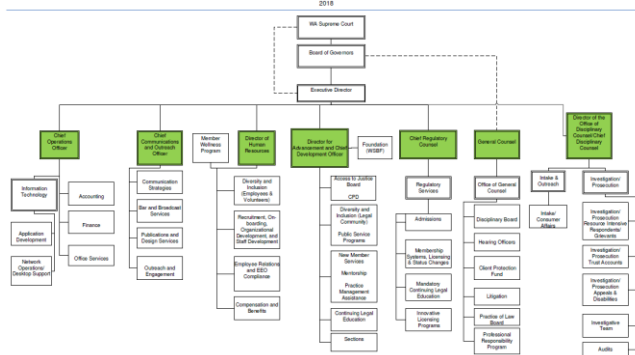 2018
WA Supreme Court
Board of Governors
Executive Director
Chief
Operations
Officer
Chief
Communications
and Outreach
Officer
Member
Wellness
Program
Director of
Human
Resources
Director for
Advancement and Chief
Development Officer
Foundation
(WSBF)
Chief Regulatory
Counsel
General Counsel
Director of the
Office of
Disciplinary
Counsel/Chief
Disciplinary
Counsel
Information
Technology
Application
Development
Network
Operations/
Desktop Support
Accounting
Finance
Office Services
Communication
Strategies
Bar and Broadcast
Services
Publications and
Design Services
Outreach and
Engagement
Diversity and
Inclusion
(Employees &
Volunteers)
Recruitment, On-
boarding,
Organizational
Development, and
Staff Development
Employee Relations
and EEO
Compliance
Compensation and
Benefits
Access to Justice
Board
CPD
Diversity and
Inclusion (Legal
Community)
Public Service
Programs
New Member
Services
Mentorship
Practice
Management
Assistance
Continuing Legal
Education
Sections
Regulatory
Services
Admissions
Membership
Systems, Licensing
& Status Changes
Mandatory
Continuing Legal
Education
Innovative
Licensing
Programs
Office of General
Counsel
Disciplinary Board
Hearing Officers
Client Protection
Fund
Litigation
Practice of Law
Board
Professional
Responsibility
Program
Intake &
Outreach
Intake/
Consumer
Affairs
Investigation/
Prosecution
Investigation/
Prosecution
Resource Intensive
Respondents/
Grievants
Investigation/
Prosecution
Trust Accounts
Investigation/
Prosecution
Appeals &
Disabilities
Investigative
Team
Audits